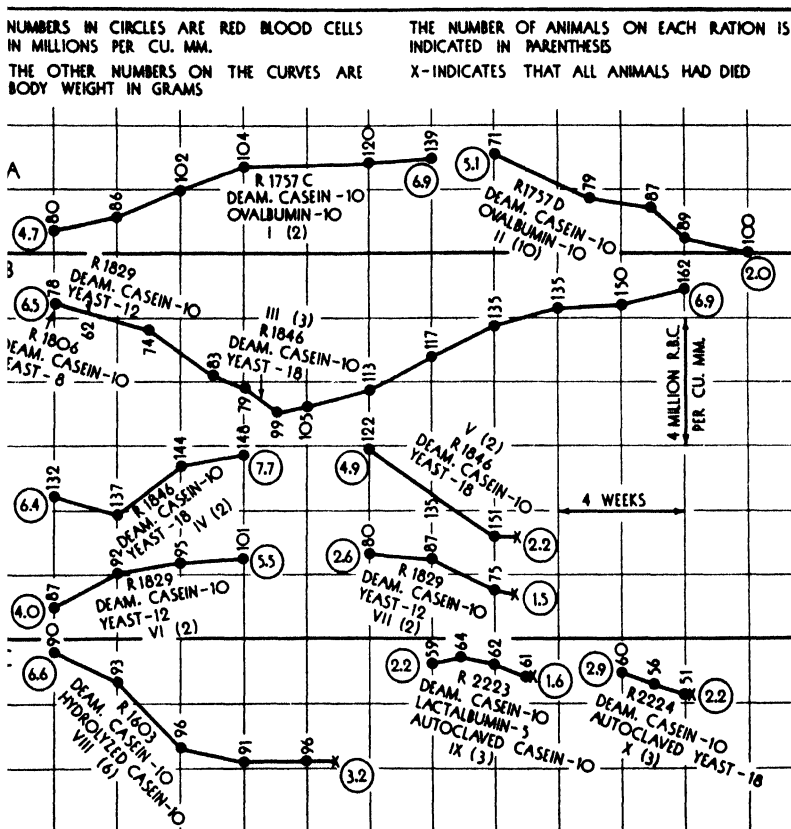 NUMBERS IN CIRCLES ARE RED BLOOD CELLS
IN MILLIONS PER CU. MM.
THE OTHER NUMBERS ON THE CURVES ARE
BODY WEIGHT IN GRAMS
THE NUMBER OF ANIMALS ON EACH RATION IS
INDICATED IN PARENTHESIS
X-INDICATES THAT ALL ANIMALS HAD DIED
A
4.7 80 86 102 104 120 139 6.9
R 1757 C
DEAM. CASEIN-10
OVALBUMIN-10
I (2)
5.1 71 79 87 89 100 2.0
R1757D
DEAM. CASEIN-10
OVALBUMIN-10
II (10)
B
6.5 78 62 74 83 79 99 105 113 117 135 135 150 162 6.9
R 1829
DEAM. CASEIN-10
YEAST-12
R 1806
DEAM. CASEIN-10
YEAST-8
III (3)
R 1846
DEAM. CASEIN-10
YEAST-18
4 MILLION R.B.C.
PER CU. MM.
6.4 132 137 144 148 7.7
R 1846
DEAM. CASEIN-10
YEAST-18
IV (2)
4.9 122 135 151 X 2.2
V (2)
R 1846
DEAM. CASEIN-10
YEAST-18
4 WEEKS
4.0 87 92 95 101 5.5
R 1829
DEAM. CASEIN-10
YEAST-12
VI (2)
2.6 80 87 75 X 1.5
R 1829
DEAM. CASEIN-10
YEAST-12
VII (2)
6.6 90 93 96 91 96 X 3.2
R 1603
DEAM. CASEIN-10
HYDROLYZED CASEIN-10
VIII (6)
2.2 59 64 62 61 X 1.6
R 2223
DEAM. CASEIN-10
LACTALBUMIN-5
AUTOCLAVED CASEIN-10
IX (3)
2.9 60 56 51 X 2.2
R 2224
DEAM. CASEIN-10
AUTOCLAVED YEAST-18
X (3)